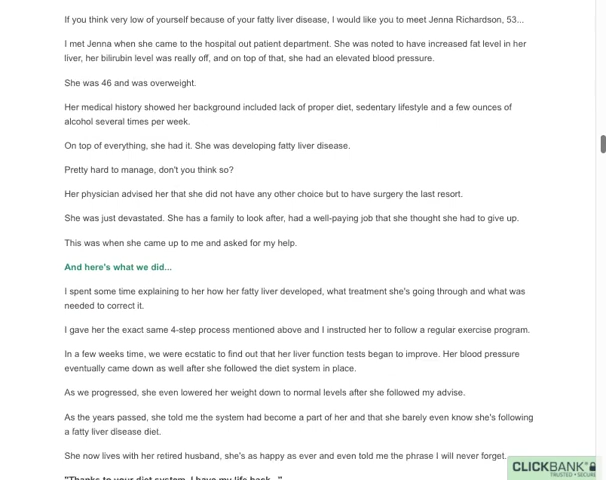 If you think very low of yourself because of your fatty liver disease, I would like you to meet Jenna Richardson, 53...
I met Jenna when she came to the hospital out patient department. She was noted to have increased fat level in her
liver, her bilirubin level was really off, and on top of that, she had an elevated blood pressure.
She was 46 and was overweight.
Her medical history showed her background included lack of proper diet, sedentary lifestyle and a few ounces of
alcohol several times per week.
On top of everything, she had it. She was developing fatty liver disease.
Pretty hard to manage, don't you think so?
Her physician advised her that she did not have any other choice but to have surgery the last resort.
She was just devastated. She has a family to look after, had a well-paying job that she thought she had to give up.
This was when she came up to me and asked for my help.
And here's what we did...
I spent some time explaining to her how her fatty liver developed, what treatment she's going through and what was
needed to correct it.
I gave her the exact same 4-step process mentioned above and I instructed her to follow a regular exercise program.
In a few weeks time, we were ecstatic to find out that her liver function tests began to improve. Her blood pressure
eventually came down as well after she followed the diet system in place.
As we progressed, she even lowered her weight down to normal levels after she followed my advise.
As the years passed, she told me the system had become a part of her and that she barely even know she's following
a fatty liver disease diet.
She now lives with her retired husband, she's as happy as ever and even told me the phrase I will never forget...
CLICKBANK®
TRUSTED • SECURE
"Thanks to your diet system, I have my life back..."